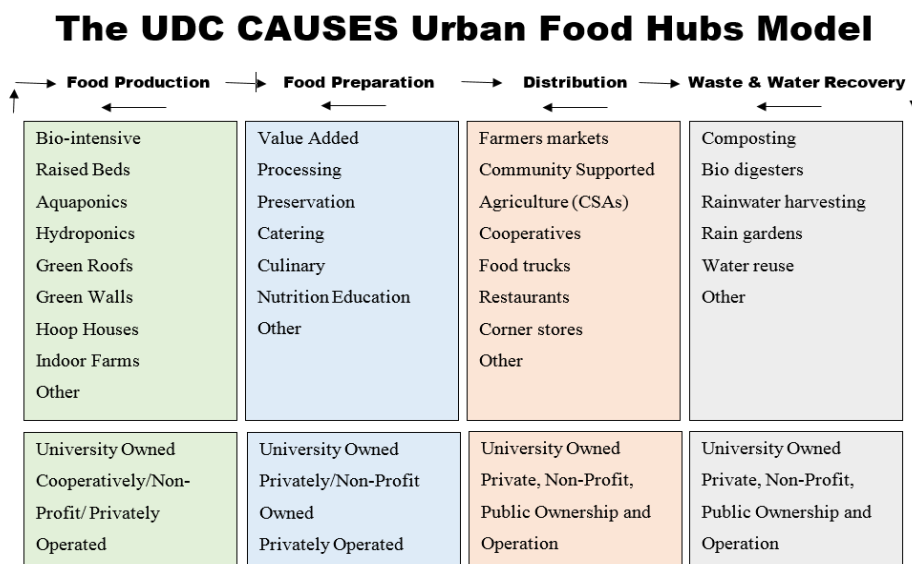 The UDC CAUSES Urban Food Hubs Model
Food Production
Food Preparation
Distribution
Waste & Water Recovery
Bio-intensive
Raised Beds
Aquaponics
Hydroponics
Green Roofs
Green Walls
Hoop Houses
Indoor Farms
Other
Value Added
Processing
Preservation
Catering
Culinary
Nutrition Education
Other
Farmers markets
Community Supported
Agriculture (CSAs)
Cooperatives
Food trucks
Restaurants
Corner stores
Other
Composting
Bio digesters
Rainwater harvesting
Rain gardens
Water reuse
Other
University Owned
Cooperatively/Non-
Profit/ Privately
Operated
University Owned
Privately/Non-Profit
Owned
Privately Operated
University Owned
Private, Non-Profit,
Public Ownership and
Operation
University Owned
Private, Non-Profit,
Public Ownership and
Operation